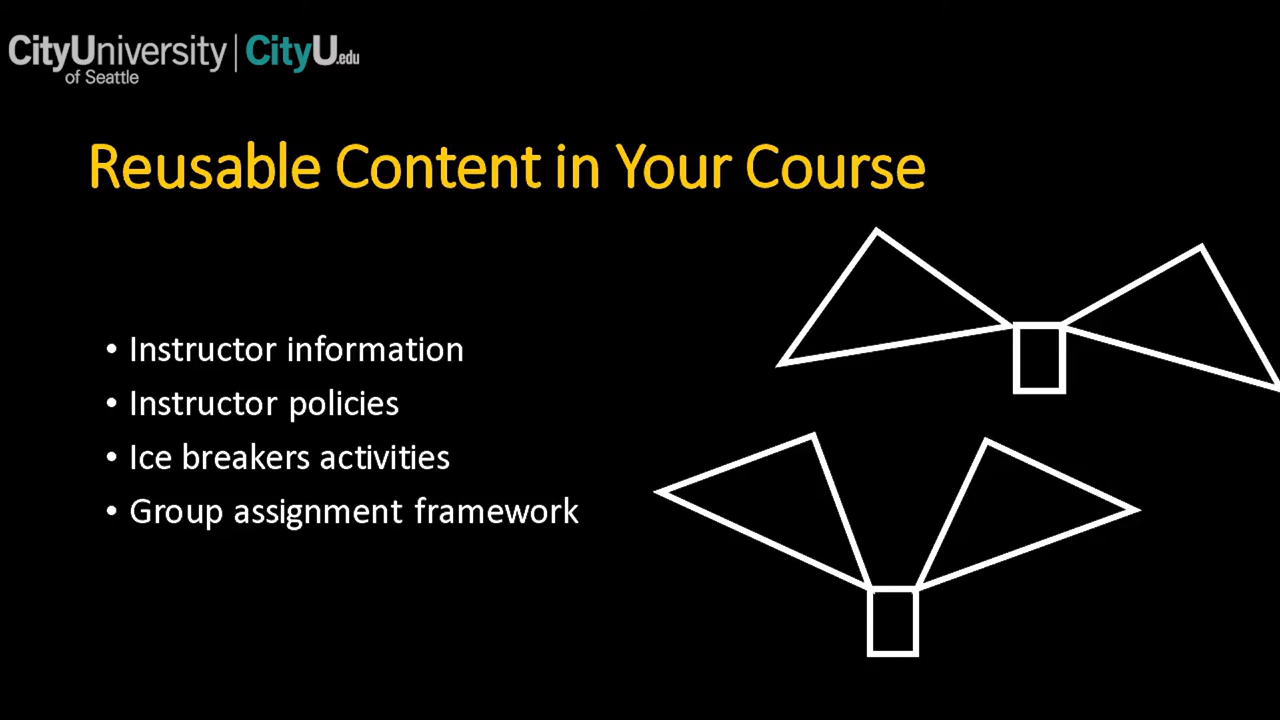 CityUniversity | CityU.edu
of Seattle
Reusable Content in Your Course
• Instructor information
• Instructor policies
• Ice breakers activities
• Group assignment framework